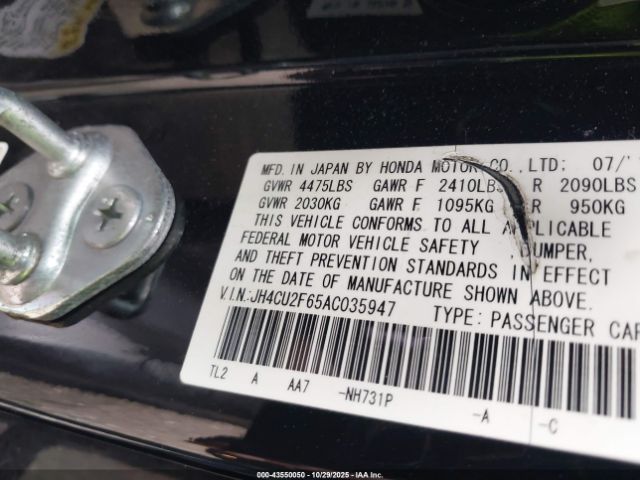 MFD. IN JAPAN BY HONDA MOTOR CO.,LTD: 07/
GVWR 4475LBS GAWR F 2410LBS R 2090LBS
GVWR 2030KG GAWR F 1095KG R 950KG
THIS VEHICLE CONFORMS TO ALL APPLICABLE
FEDERAL MOTOR VEHICLE SAFETY , BUMPER,
AND THEFT PREVENTION STANDARDS IN EFFECT
ON THE DATE OF MANUFACTURE SHOWN ABOVE.
V.I.N:JH4CU2F65AC035947 TYPE: PASSENGER CAR
TL2 A AA7 -NH731P -A -C
000-43550050 - 10/29/2025 - IAAI.COM